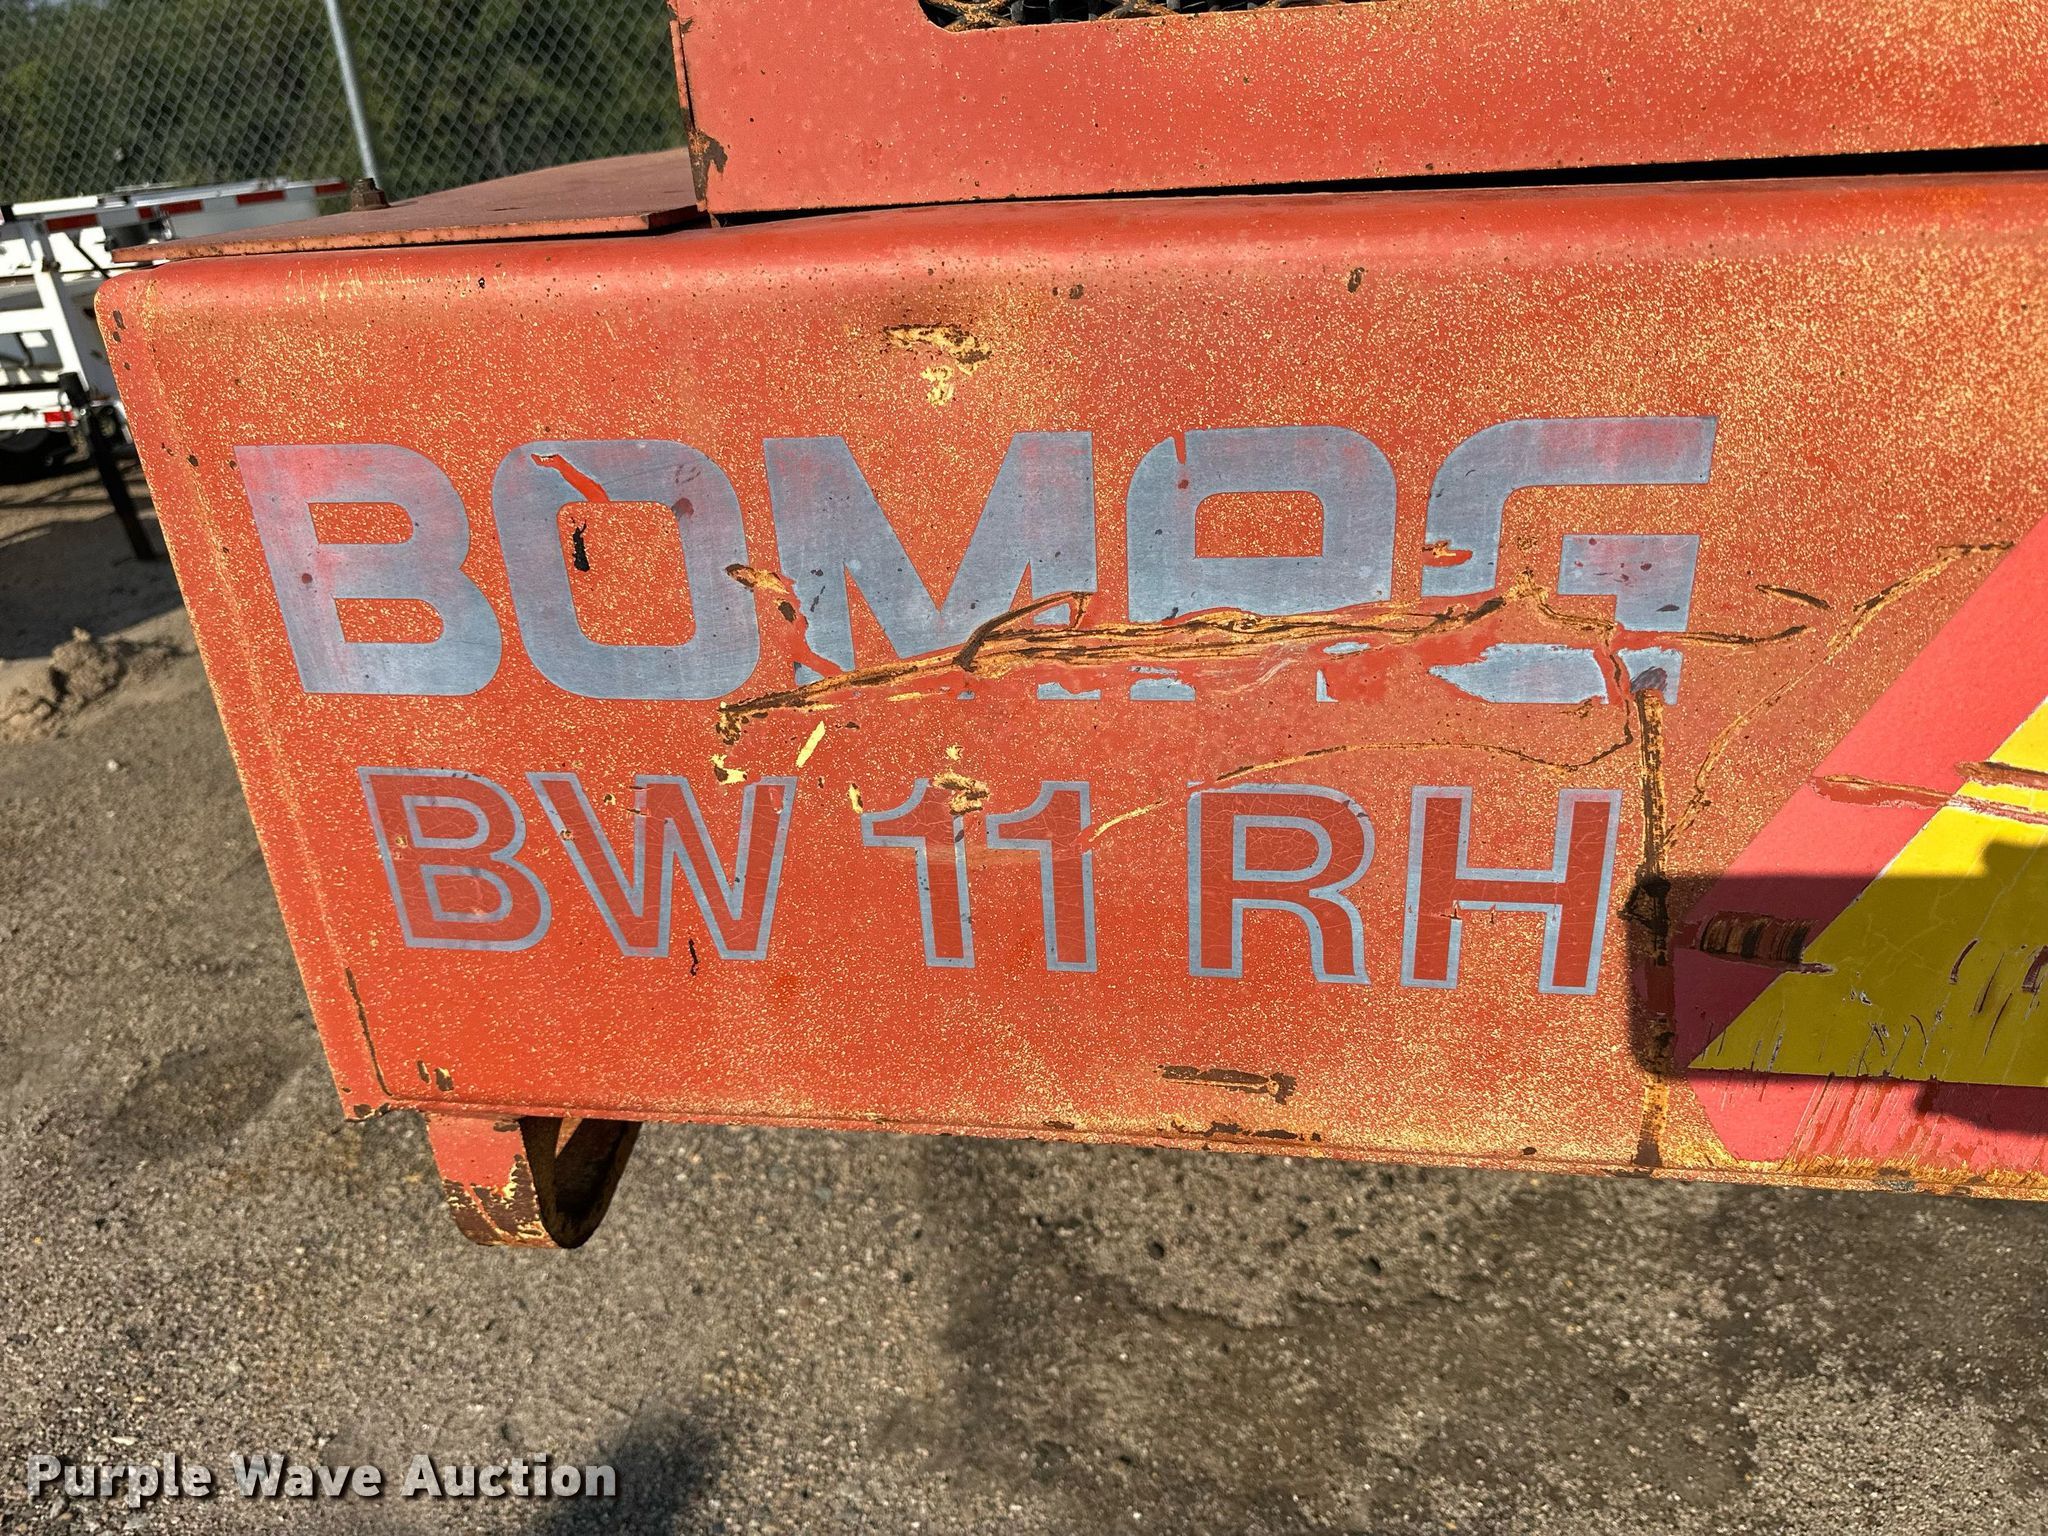 BOMAG
BW 11 RH
Purple Wave Auction